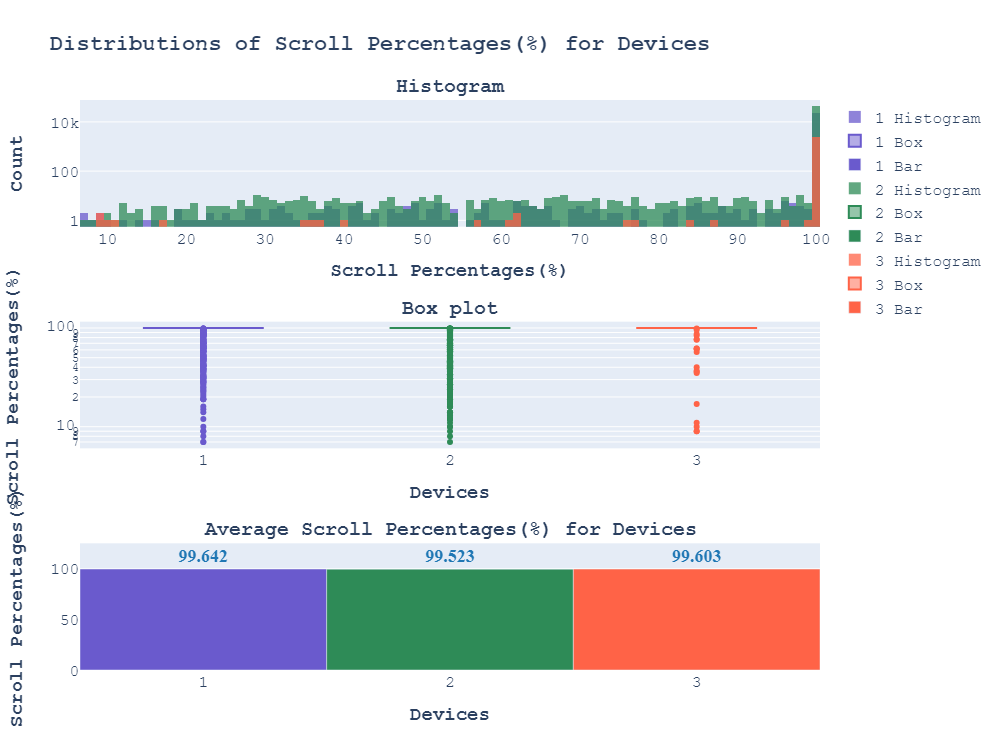 Distributions of Scroll Percentages(%) for Devices
Histogram
Count
10k
100
1
10 20 30 40 50 60 70 80 90 100
Scroll Percentages(%)
1 Histogram
1 Box
1 Bar
2 Histogram
2 Box
2 Bar
3 Histogram
3 Box
3 Bar
Box plot
Scroll Percentages(%)
100
5
4
3
2
10
1 2 3
Devices
Average Scroll Percentages(%) for Devices
Scroll Percentages(%)
99.642 99.523 99.603
100
50
0
1 2 3
Devices